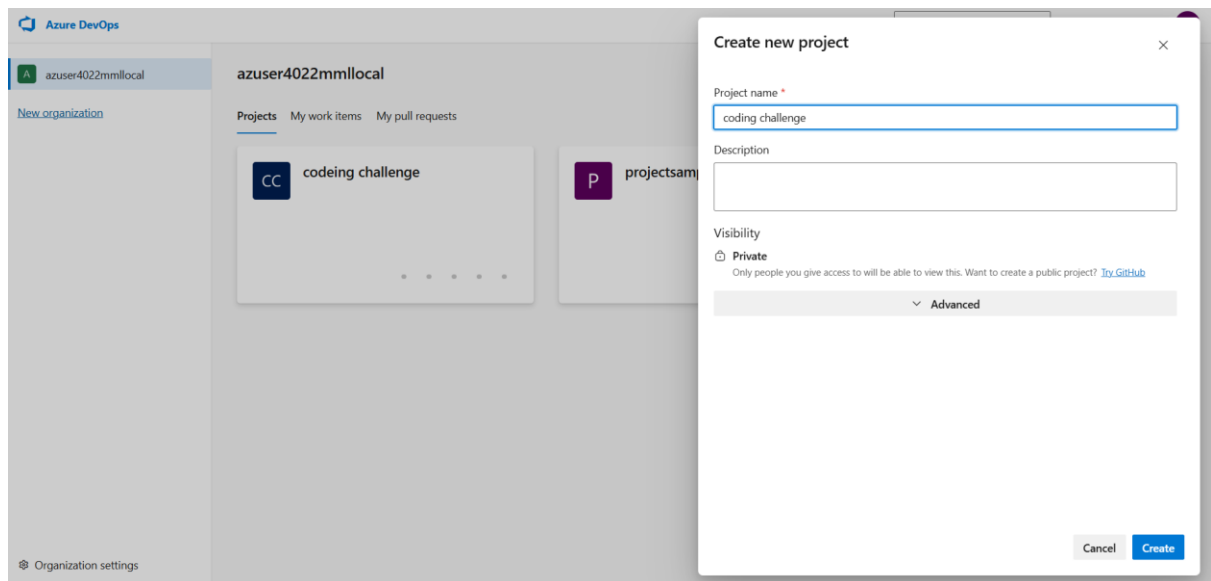 Azure DevOps
A azuser4022mmllocal
New organization
Organization settings
azuser4022mmllocal
Projects My work items My pull requests
CC codeing challenge
P projectsam
Create new project
Project name *
coding challenge
Description
Visibility
Private
Only people you give access to will be able to view this. Want to create a public project? Try GitHub
Advanced
Cancel Create